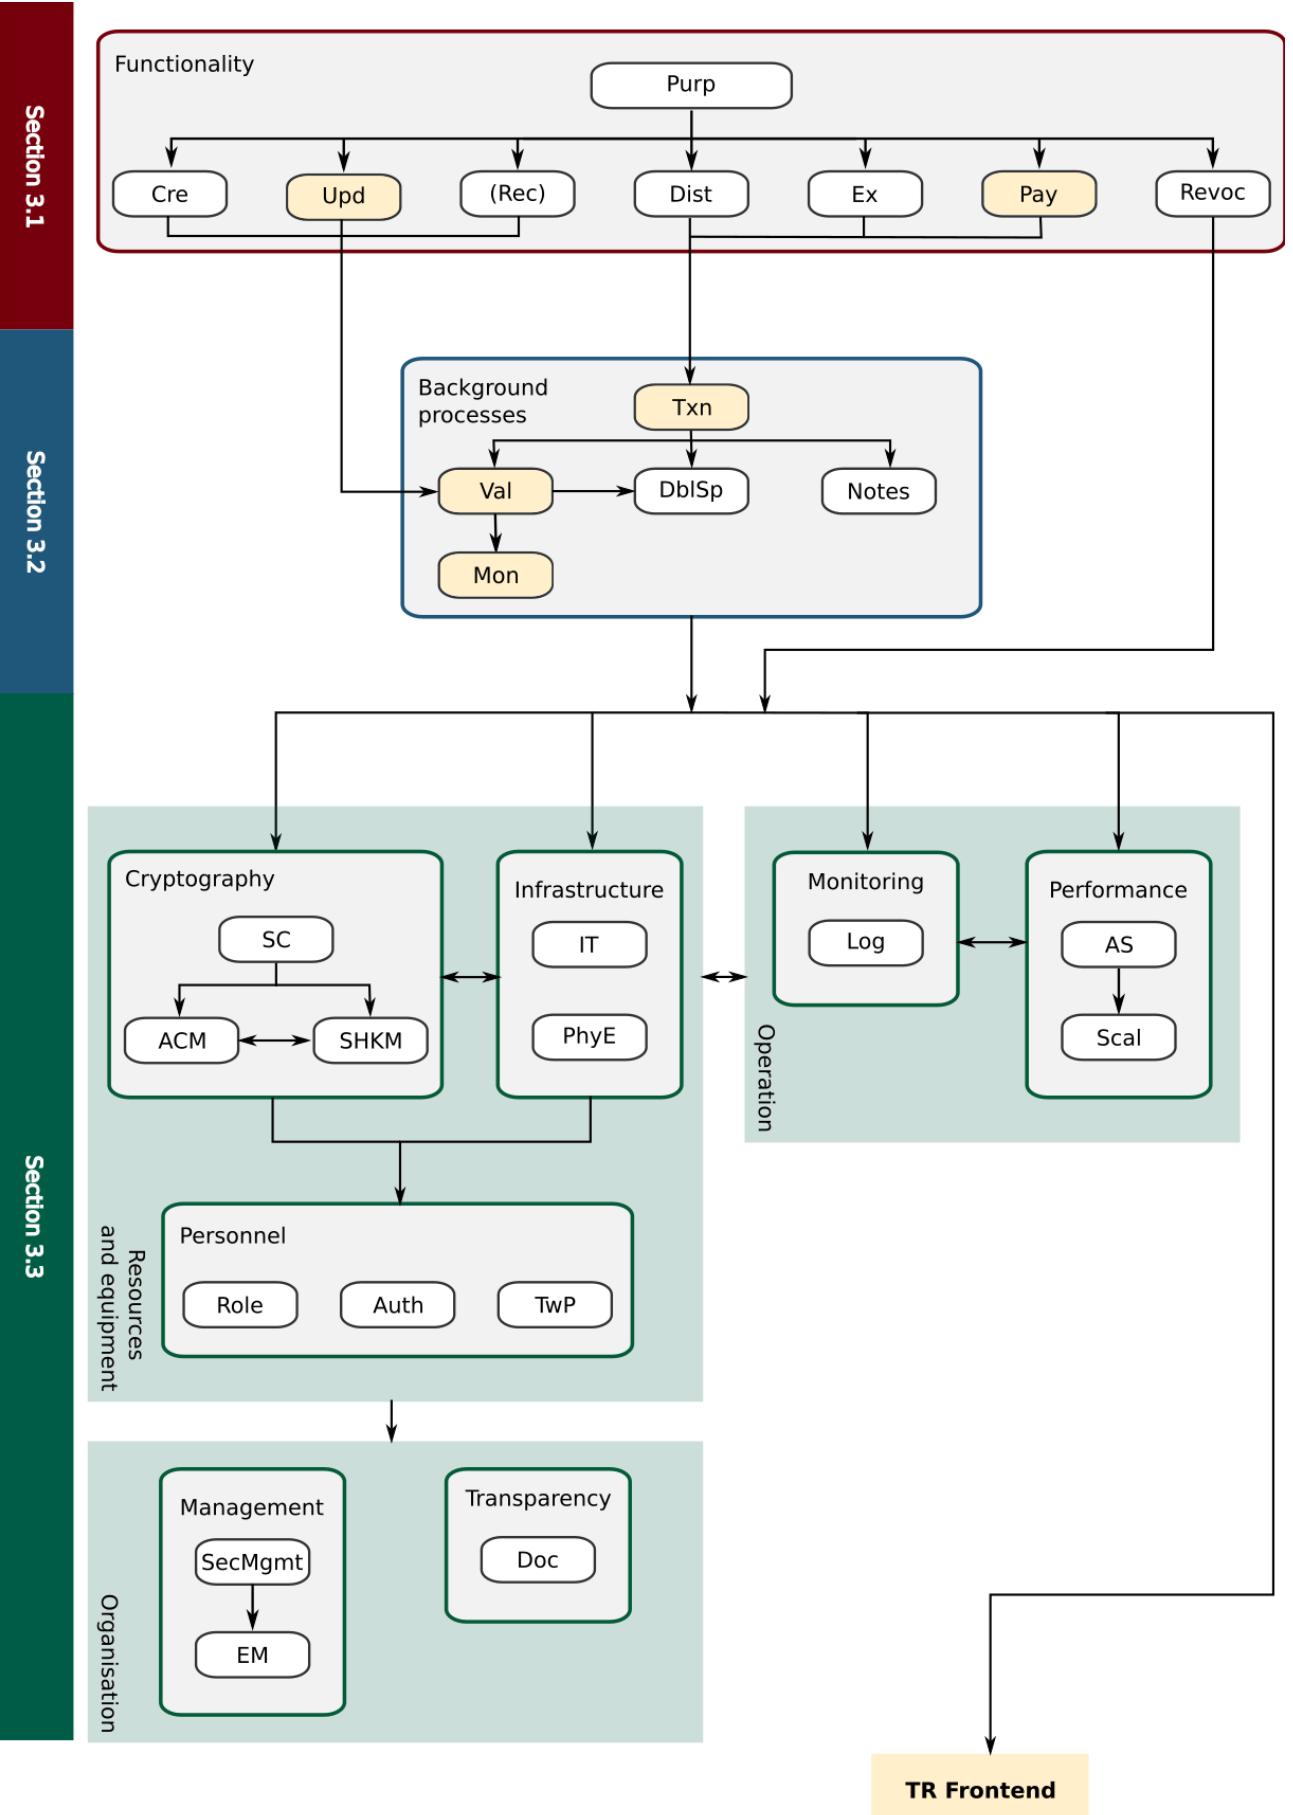 Section 3.1
Functionality
Purp
Cre
Upd
(Rec)
Dist
Ex
Pay
Revoc
Section 3.2
Background
processes
Txn
Val
DblSp
Notes
Mon
Section 3.3
Cryptography
SC
ACM
SHKM
Infrastructure
IT
PhyE
Monitoring
Log
Performance
AS
Scal
Operation
Resources
and equipment
Personnel
Role
Auth
TwP
Organisation
Management
SecMgmt
EM
Transparency
Doc
TR Frontend